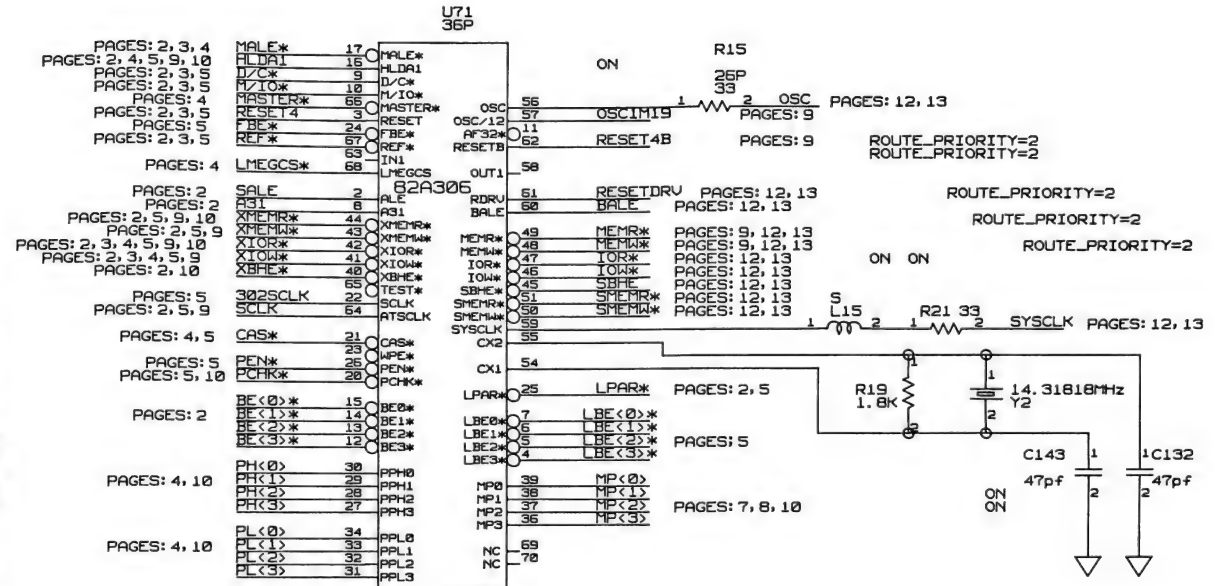 U71
36P
PAGES: 2, 3, 4 MALE* 17 MALE*
PAGES: 2, 4, 5, 9, 10 HLDA1 16 HLDA1
PAGES: 2, 3, 5 D/C* 9 D/C*
PAGES: 2, 3, 5 M/IO* 10 M/IO*
PAGES: 4 MASTER* 66 MASTER*
PAGES: 2, 3, 5 RESET4 3 RESET
PAGES: 5 FBE* 24 FBE*
PAGES: 2, 3, 5 REF* 67 REF*
63 IN1
PAGES: 4 LMEGCS* 68 LMEGCS
82A306
PAGES: 2 SALE 2 ALE
PAGES: 2 A31 8 A31
PAGES: 2, 5, 9, 10 XMEMR* 44 XMEMR*
PAGES: 2, 5, 9 XMEMW* 43 XMEMW*
PAGES: 2, 3, 4, 5, 9, 10 XIOR* 42 XIOR*
PAGES: 2, 3, 4, 5, 9 XIOW* 41 XIOW*
PAGES: 2, 10 XBHE* 40 XBHE*
65 TEST*
PAGES: 5 302SCLK 22 SCLK
PAGES: 2, 5, 9 SCLK 64 ATSCLK
PAGES: 4, 5 CAS* 21 CAS*
23 WPE*
PAGES: 5 PEN* 26 PEN*
PAGES: 5, 10 PCHK* 20 PCHK*
PAGES: 2
BE<0>* 15 BE0*
BE<1>* 14 BE1*
BE<2>* 13 BE2*
BE<3>* 12 BE3*
PAGES: 4, 10
PH<0> 30 PPH0
PH<1> 29 PPH1
PH<2> 28 PPH2
PH<3> 27 PPH3
PAGES: 4, 10
PL<0> 34 PPL0
PL<1> 33 PPL1
PL<2> 32 PPL2
PL<3> 31 PPL3
ON
R15
26P
33
OSC 56 1 2 OSC PAGES: 12, 13
OSC/12 57 OSCIM19 PAGES: 9
AF32* 11
RESETB 62 RESET4B PAGES: 9
ROUTE_PRIORITY=2
ROUTE_PRIORITY=2
OUT1 58
RDRV 61 RESETDRV PAGES: 12, 13
BALE 60 BALE PAGES: 12, 13
ROUTE_PRIORITY=2
ROUTE_PRIORITY=2
ROUTE_PRIORITY=2
MEMR* 49 MEMR* PAGES: 9, 12, 13
MEMW* 48 MEMW* PAGES: 9, 12, 13
IOR* 47 IOR* PAGES: 12, 13
IOW* 46 IOW* PAGES: 12, 13
SBHE* 45 SBHE PAGES: 12, 13
SMEMR* 51 SMEMR* PAGES: 12, 13
SMEMW* 50 SMEMW* PAGES: 12, 13
ON ON
S
L15 R21 33
SYSCLK 59 1 2 1 2 SYSCLK PAGES: 12, 13
CX2 55
CX1 54
LPAR* 25 LPAR* PAGES: 2, 5
R19
1.8K
1
2
1
2
14.31818MHz
Y2
LBE0* 7 LBE<0>*
LBE1* 6 LBE<1>*
LBE2* 5 LBE<2>*
LBE3* 4 LBE<3>*
PAGES: 5
C143 1
47pf
2
1 C132
47pf
2
MP0 39 MP<0>
MP1 38 MP<1>
MP2 37 MP<2>
MP3 36 MP<3>
PAGES: 7, 8, 10
ON
ON
NC 69
NC 70